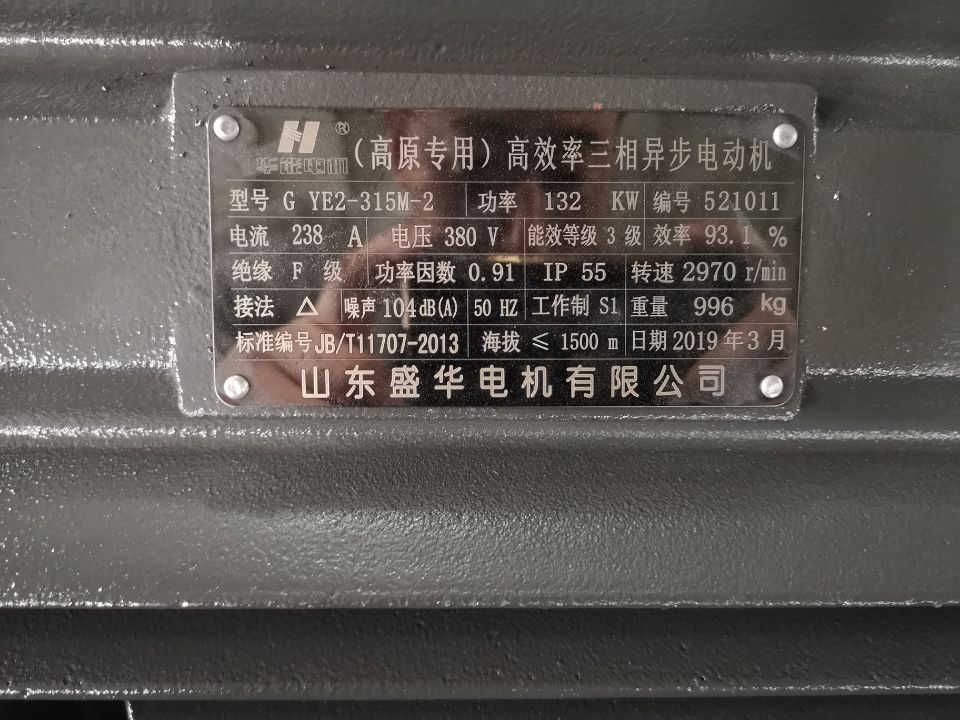 H ® (高原专用) 高效率三相异步电动机
华能电机
型号 G YE2-315M-2 功率 132 KW 编号 521011
电流 238 A 电压 380 V 能效等级 3 级 效率 93.1 %
绝缘 F 级 功率因数 0.91 IP 55 转速 2970 r/min
接法 △ 噪声 104dB(A) 50 HZ 工作制 S1 重量 996 kg
标准编号 JB/T11707-2013 海拔 ≤ 1500 m 日期 2019 年 3 月
山东盛华电机有限公司